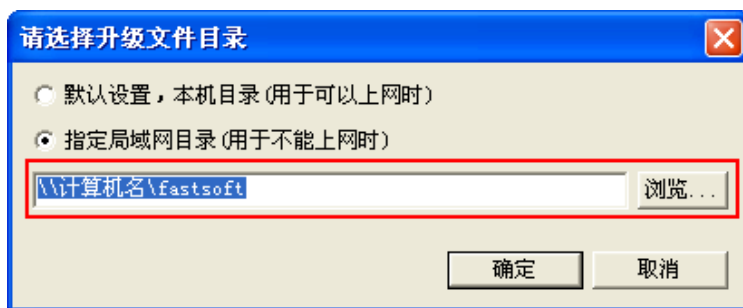 请选择升级文件目录
默认设置，本机目录(用于可以上网时)
指定局域网目录(用于不能上网时)
\\计算机名\fastsoft 浏览...
确定 取消